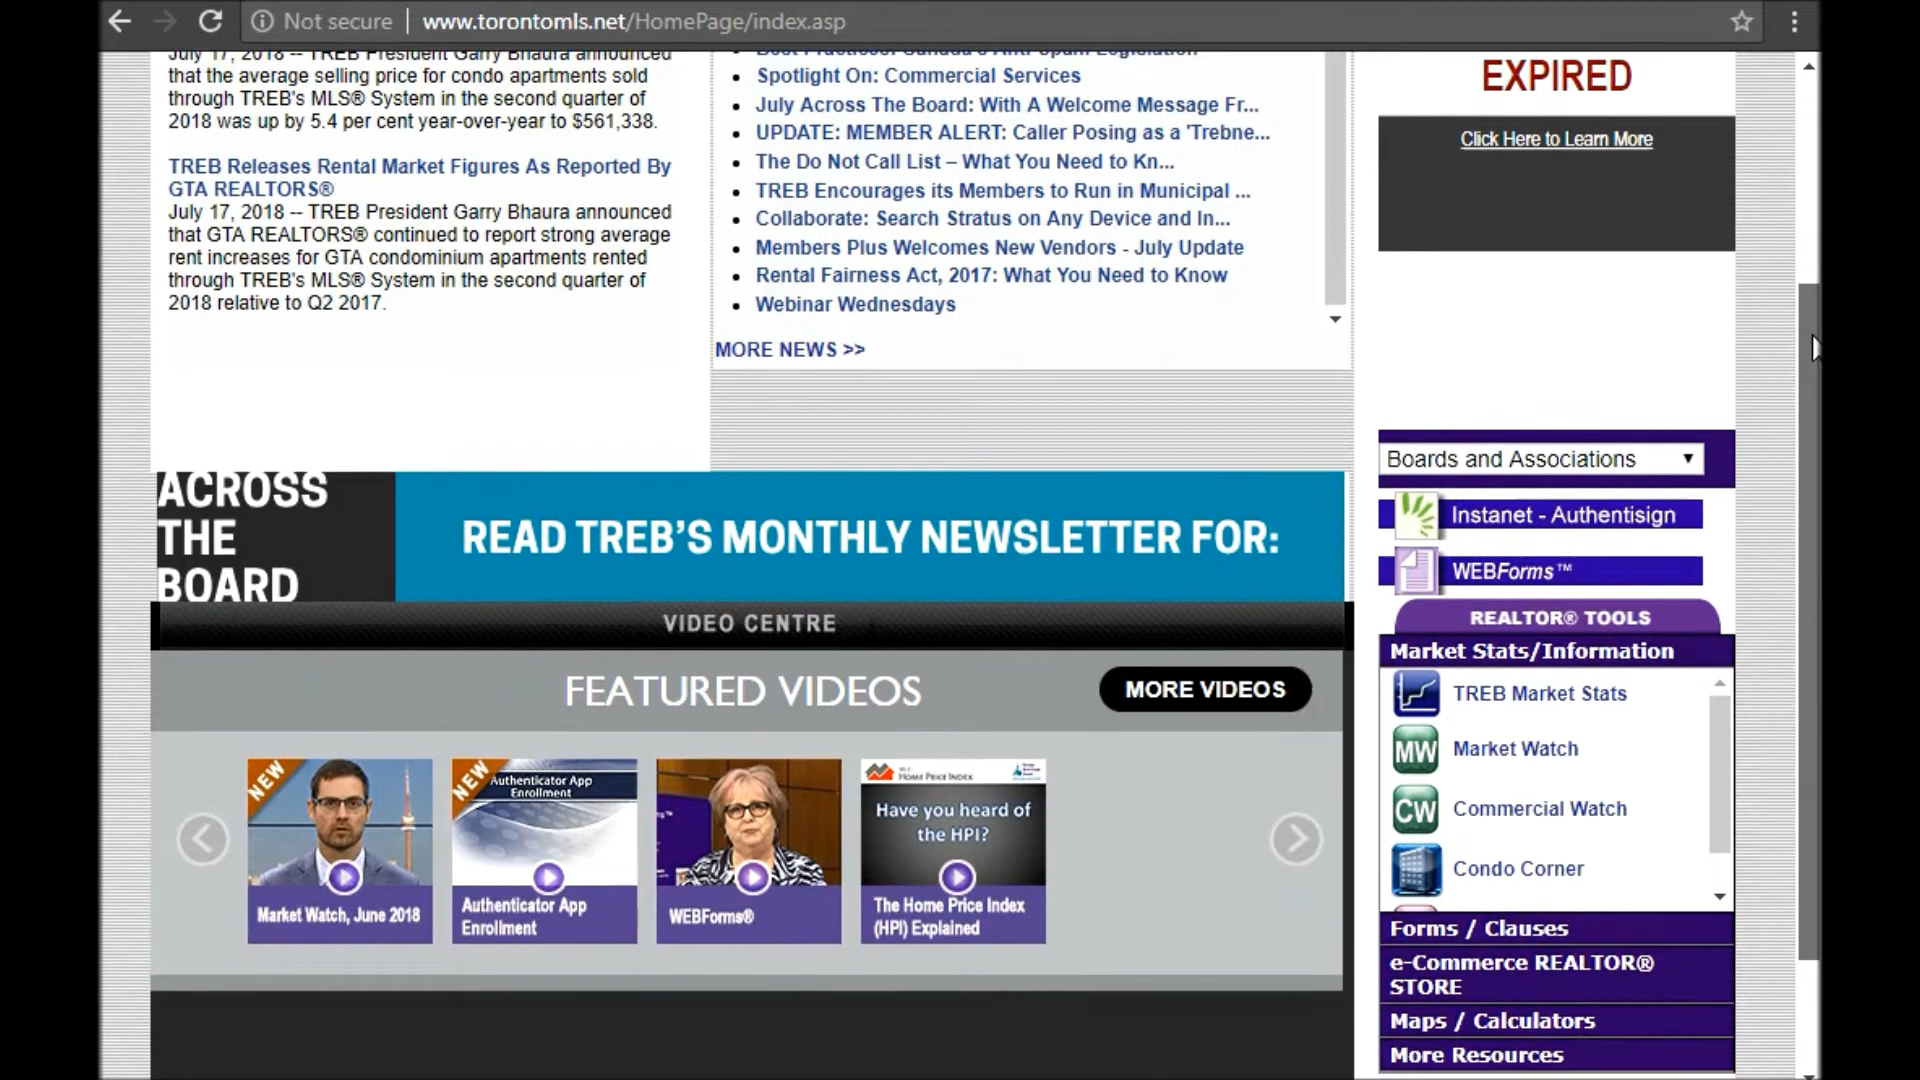 Not secure
www.torontomls.net/HomePage/index.asp
July 17, 2018 -- TREB President Garry Bhaura announced
that the average selling price for condo apartments sold
through TREB's MLS® System in the second quarter of
2018 was up by 5.4 per cent year-over-year to $561,338.
TREB Releases Rental Market Figures As Reported By
GTA REALTORS®
July 17, 2018 -- TREB President Garry Bhaura announced
that GTA REALTORS® continued to report strong average
rent increases for GTA condominium apartments rented
through TREB's MLS® System in the second quarter of
2018 relative to Q2 2017.
Best Practices: Canada's Anti-Spam Legislation
Spotlight On: Commercial Services
July Across The Board: With A Welcome Message Fr...
UPDATE: MEMBER ALERT: Caller Posing as a 'Trebne...
The Do Not Call List – What You Need to Kn...
TREB Encourages its Members to Run in Municipal ...
Collaborate: Search Stratus on Any Device and In...
Members Plus Welcomes New Vendors - July Update
Rental Fairness Act, 2017: What You Need to Know
Webinar Wednesdays
MORE NEWS >>
EXPIRED
Click Here to Learn More
Boards and Associations
Instanet - Authentisign
WEBForms™
REALTOR® TOOLS
Market Stats/Information
TREB Market Stats
MW Market Watch
CW Commercial Watch
Condo Corner
Forms / Clauses
e-Commerce REALTOR®
STORE
Maps / Calculators
More Resources
ACROSS
THE
BOARD
READ TREB'S MONTHLY NEWSLETTER FOR:
VIDEO CENTRE
FEATURED VIDEOS
MORE VIDEOS
NEW
Market Watch, June 2018
NEW
Authenticator App
Enrollment
Authenticator App
Enrollment
WEBForms®
HOME PRICE INDEX
Have you heard of
the HPI?
The Home Price Index
(HPI) Explained